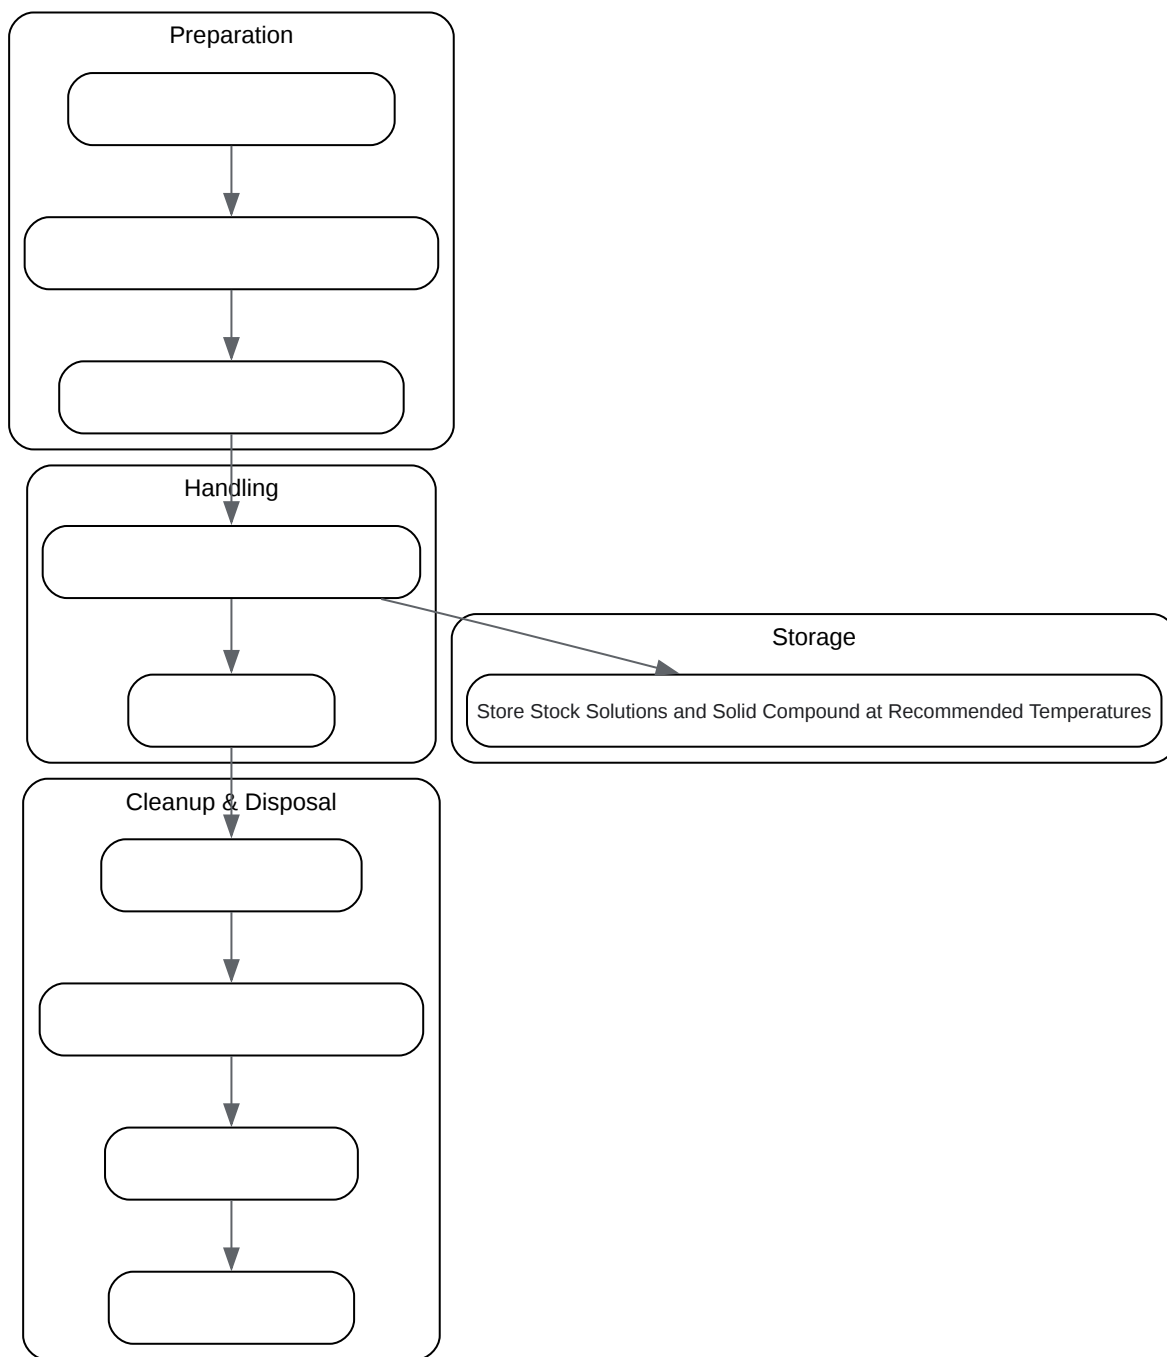 Preparation
Handling
Storage
Store Stock Solutions and Solid Compound at Recommended Temperatures
Cleanup & Disposal